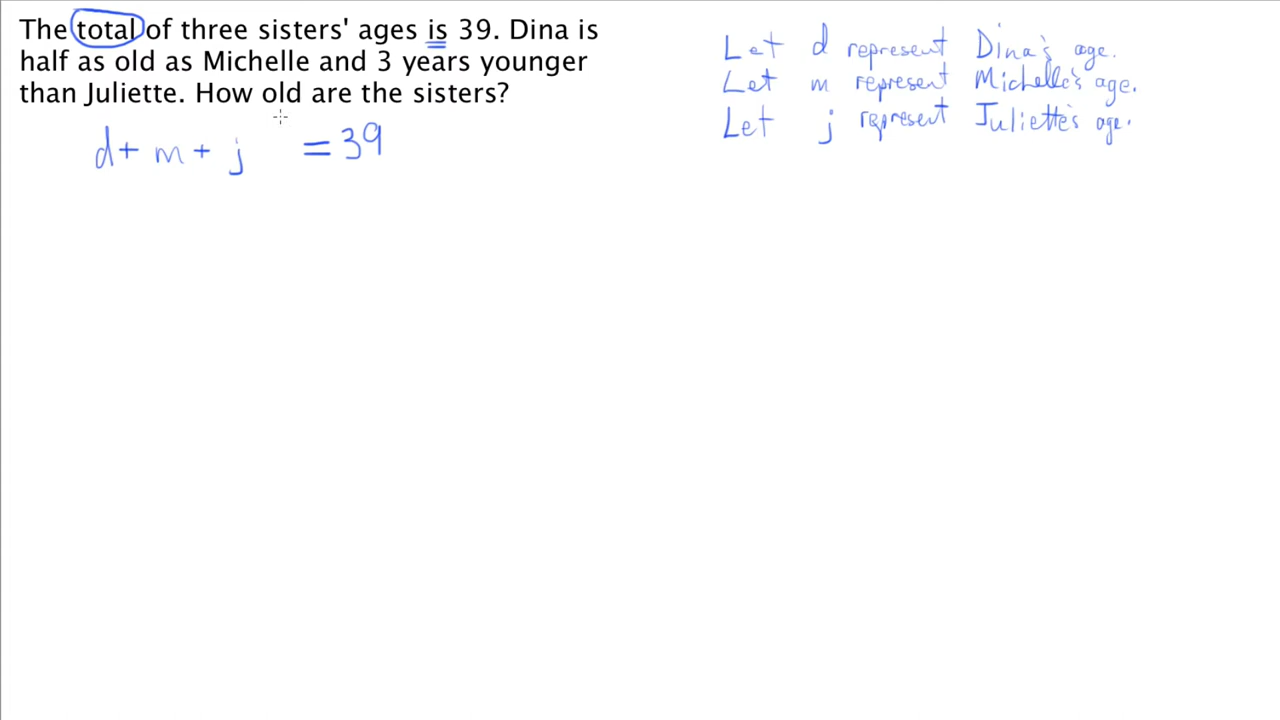 The total of three sisters' ages is 39. Dina is
half as old as Michelle and 3 years younger
than Juliette. How old are the sisters?
d + m + j = 39
Let d represent Dina's age.
Let m represent Michelle's age.
Let j represent Juliette's age.